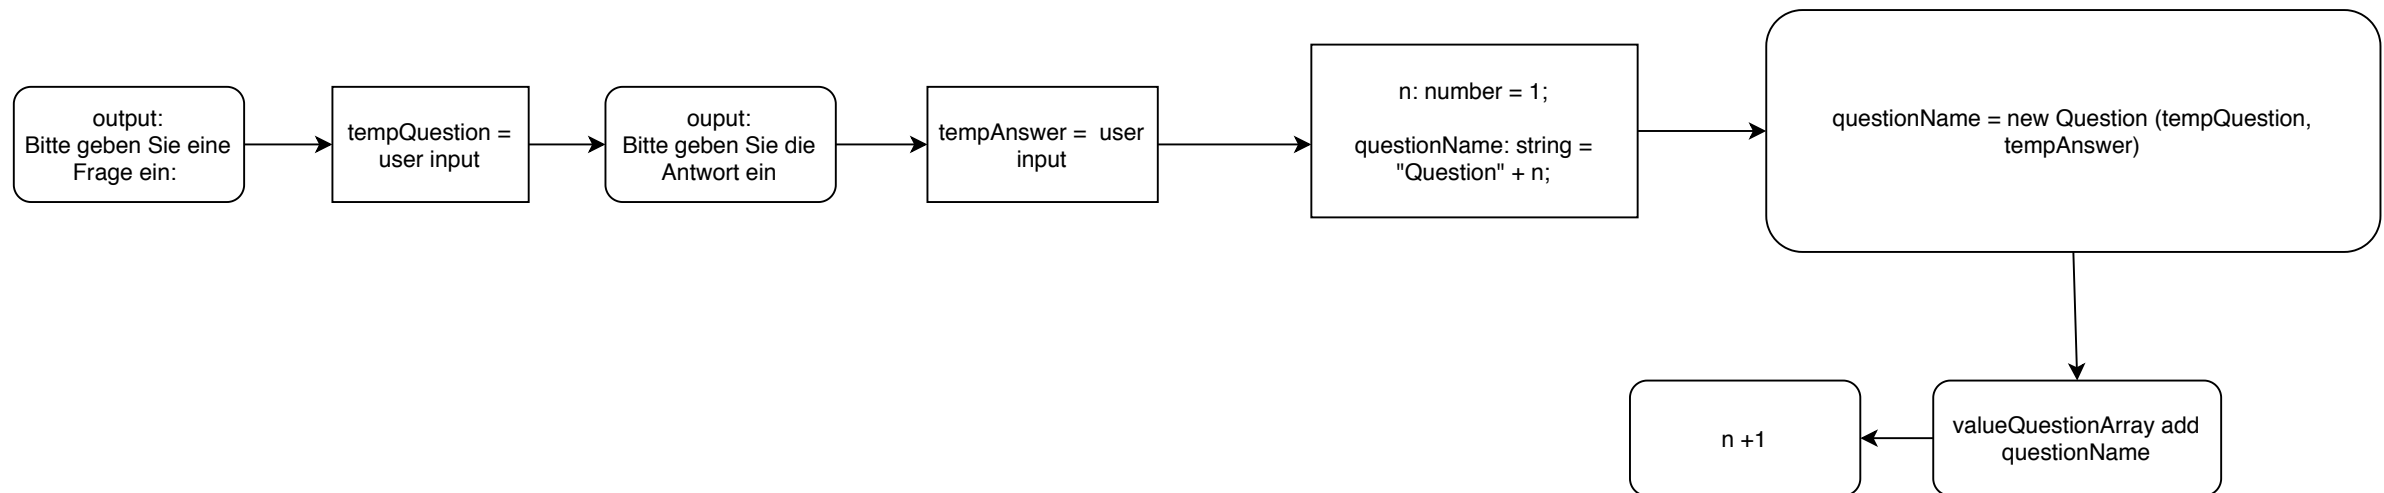 output:
Bitte geben Sie eine
Frage ein:
tempQuestion =
user input
ouput:
Bitte geben Sie die
Antwort ein
tempAnswer =  user
input
n: number = 1;
questionName: string =
"Question" + n;
questionName = new Question (tempQuestion,
tempAnswer)
valueQuestionArray add
questionName
n +1